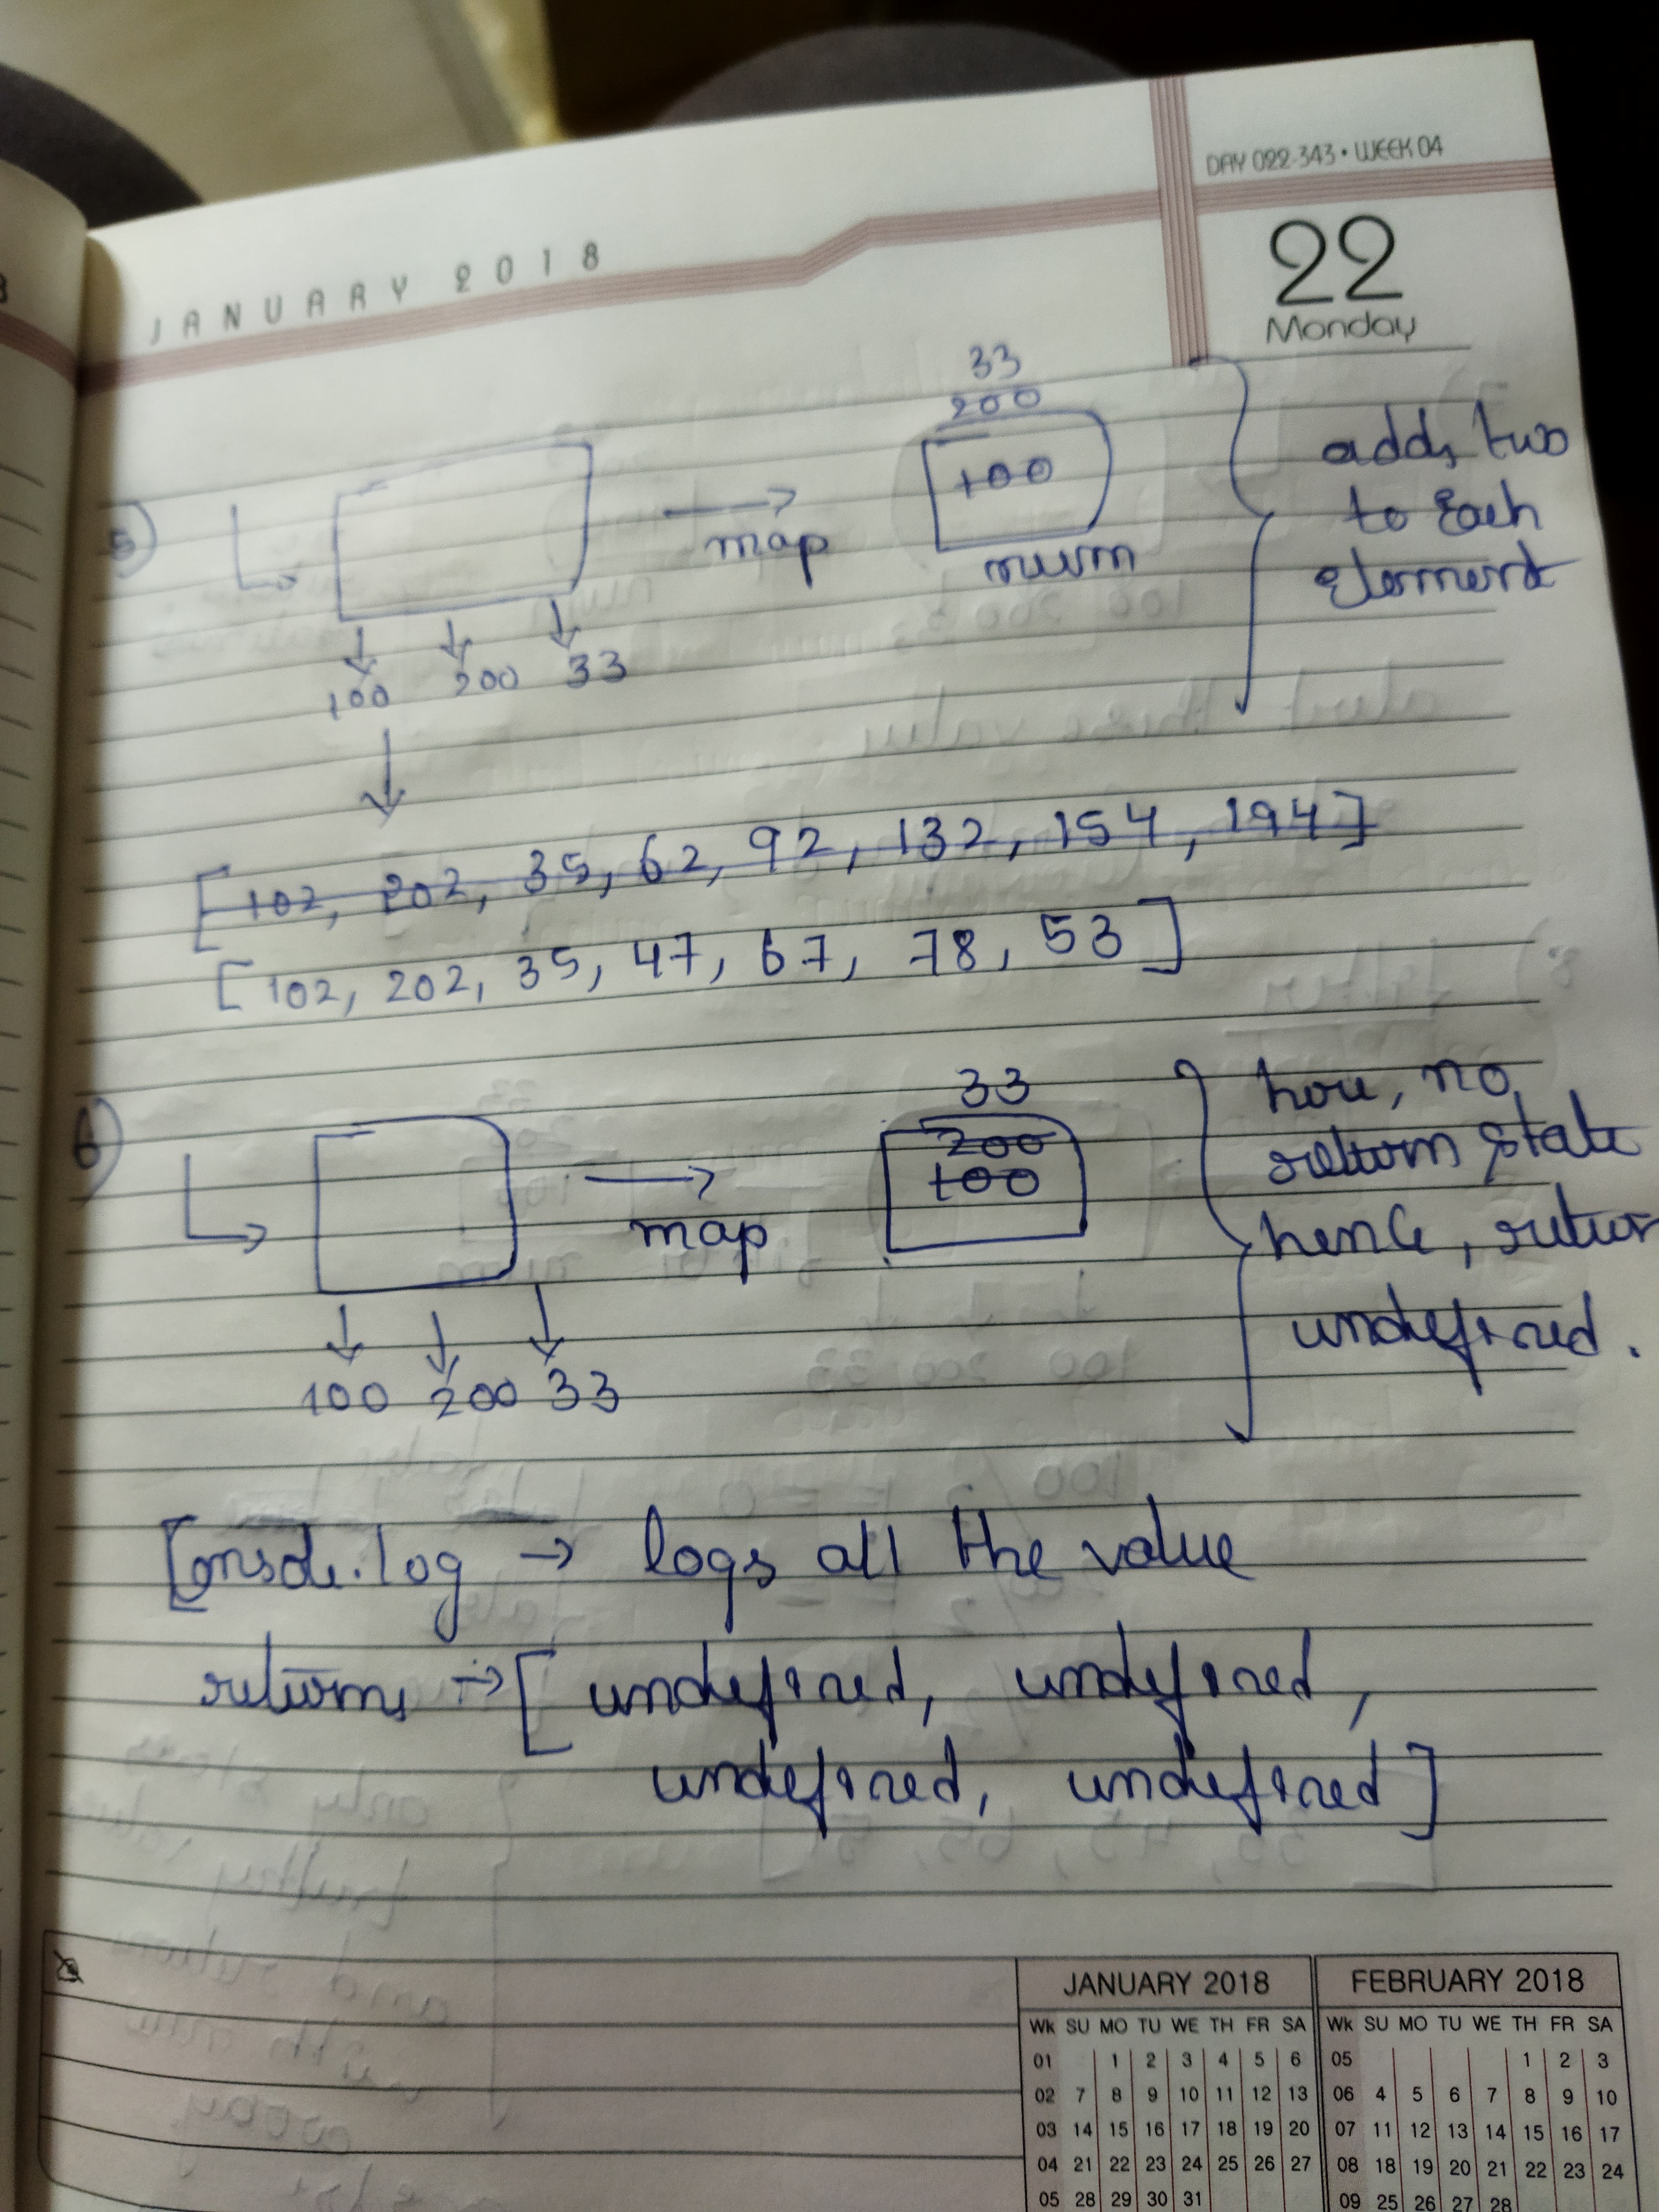 DAY 022-343 • WEEK 04
JANUARY 2018
22
Monday
5)
33
200
100
map
num
adds two
to Each
element
100 200 33
[102, 202, 35, 62, 92, 132, 154, 194]
[102, 202, 35, 47, 67, 78, 53]
6)
33
200
100
map
here, no
return state
hence, retur
undefined.
100 200 33
[Console.log → logs all the value
returns → [undefined, undefined,
undefined, undefined]
JANUARY 2018
Wk SU MO TU WE TH FR SA
01 1 2 3 4 5 6
02 7 8 9 10 11 12 13
03 14 15 16 17 18 19 20
04 21 22 23 24 25 26 27
05 28 29 30 31
FEBRUARY 2018
Wk SU MO TU WE TH FR SA
05 1 2 3
06 4 5 6 7 8 9 10
07 11 12 13 14 15 16 17
08 18 19 20 21 22 23 24
09 25 26 27 28